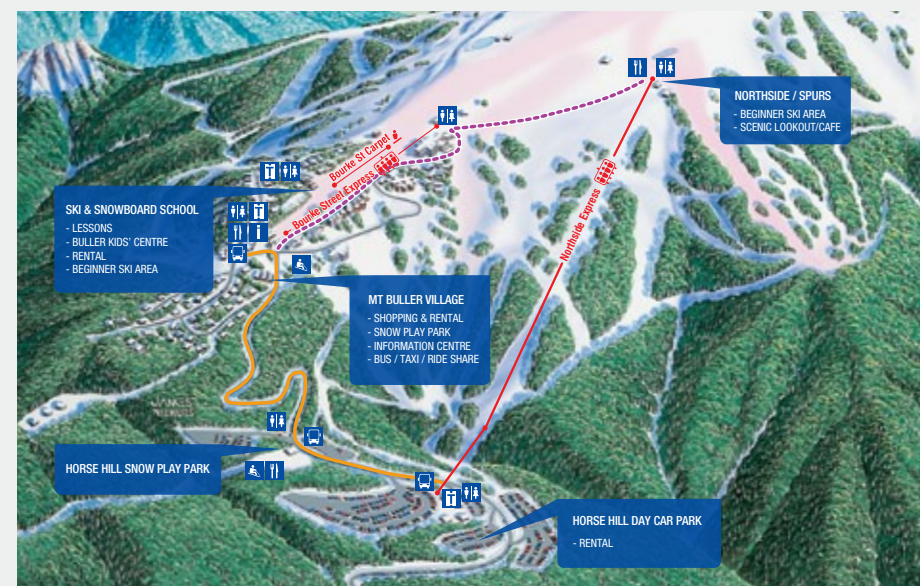 NORTHSIDE / SPURS
- BEGINNER SKI AREA
- SCENIC LOOKOUT/CAFE
Bourke St Carpet
Bourke Street Express
Northside Express
SKI & SNOWBOARD SCHOOL
- LESSONS
- BULLER KIDS' CENTRE
- RENTAL
- BEGINNER SKI AREA
MT BULLER VILLAGE
- SHOPPING & RENTAL
- SNOW PLAY PARK
- INFORMATION CENTRE
- BUS / TAXI / RIDE SHARE
HORSE HILL SNOW PLAY PARK
HORSE HILL DAY CAR PARK
- RENTAL